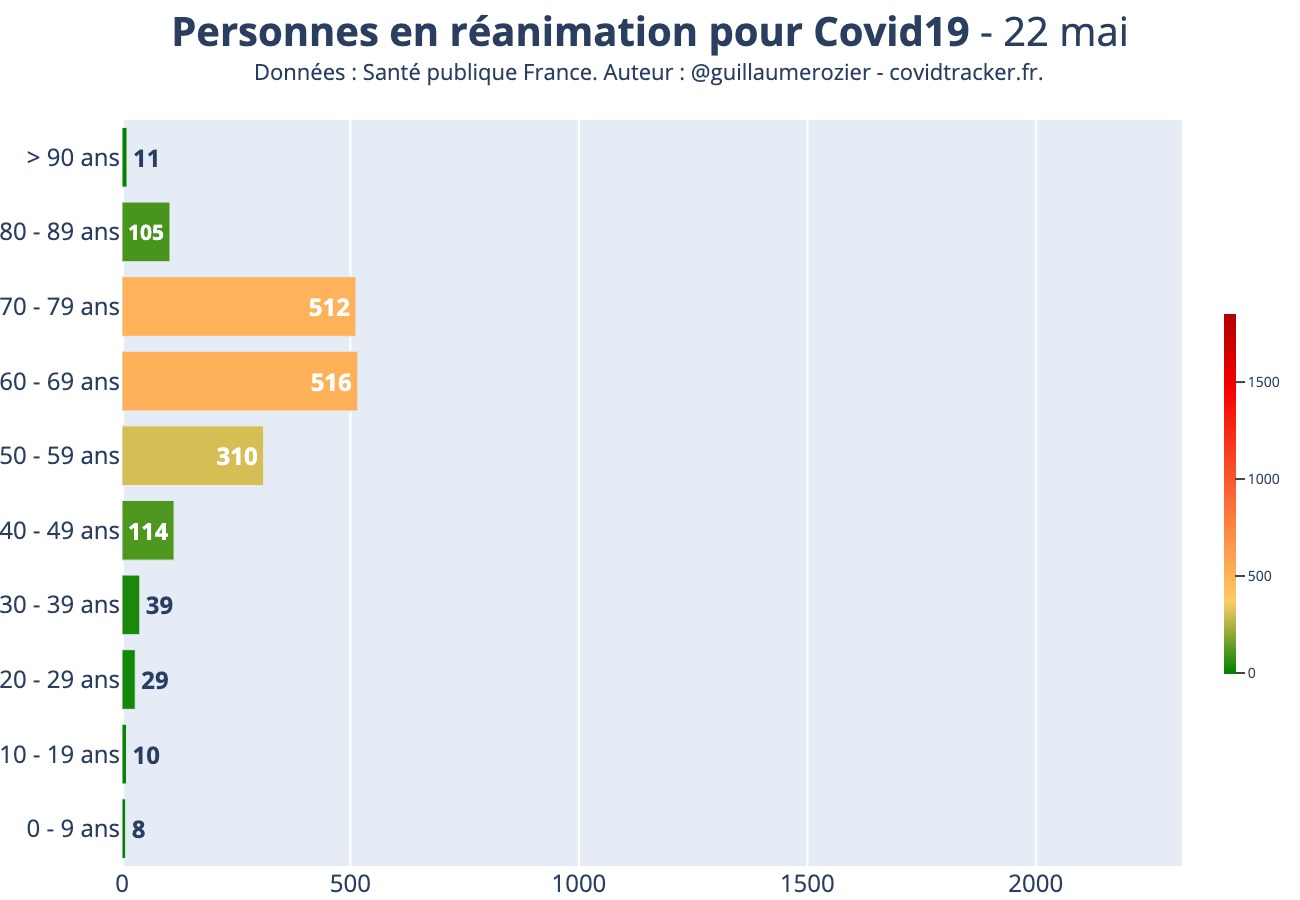 Personnes en réanimation pour Covid19 - 22 mai
Données : Santé publique France. Auteur : @guillaumerozier - covidtracker.fr.
> 90 ans 11
80 - 89 ans 105
70 - 79 ans 512
60 - 69 ans 516
50 - 59 ans 310
40 - 49 ans 114
30 - 39 ans 39
20 - 29 ans 29
10 - 19 ans 10
0 - 9 ans 8
0 500 1000 1500 2000
1500
1000
500
0